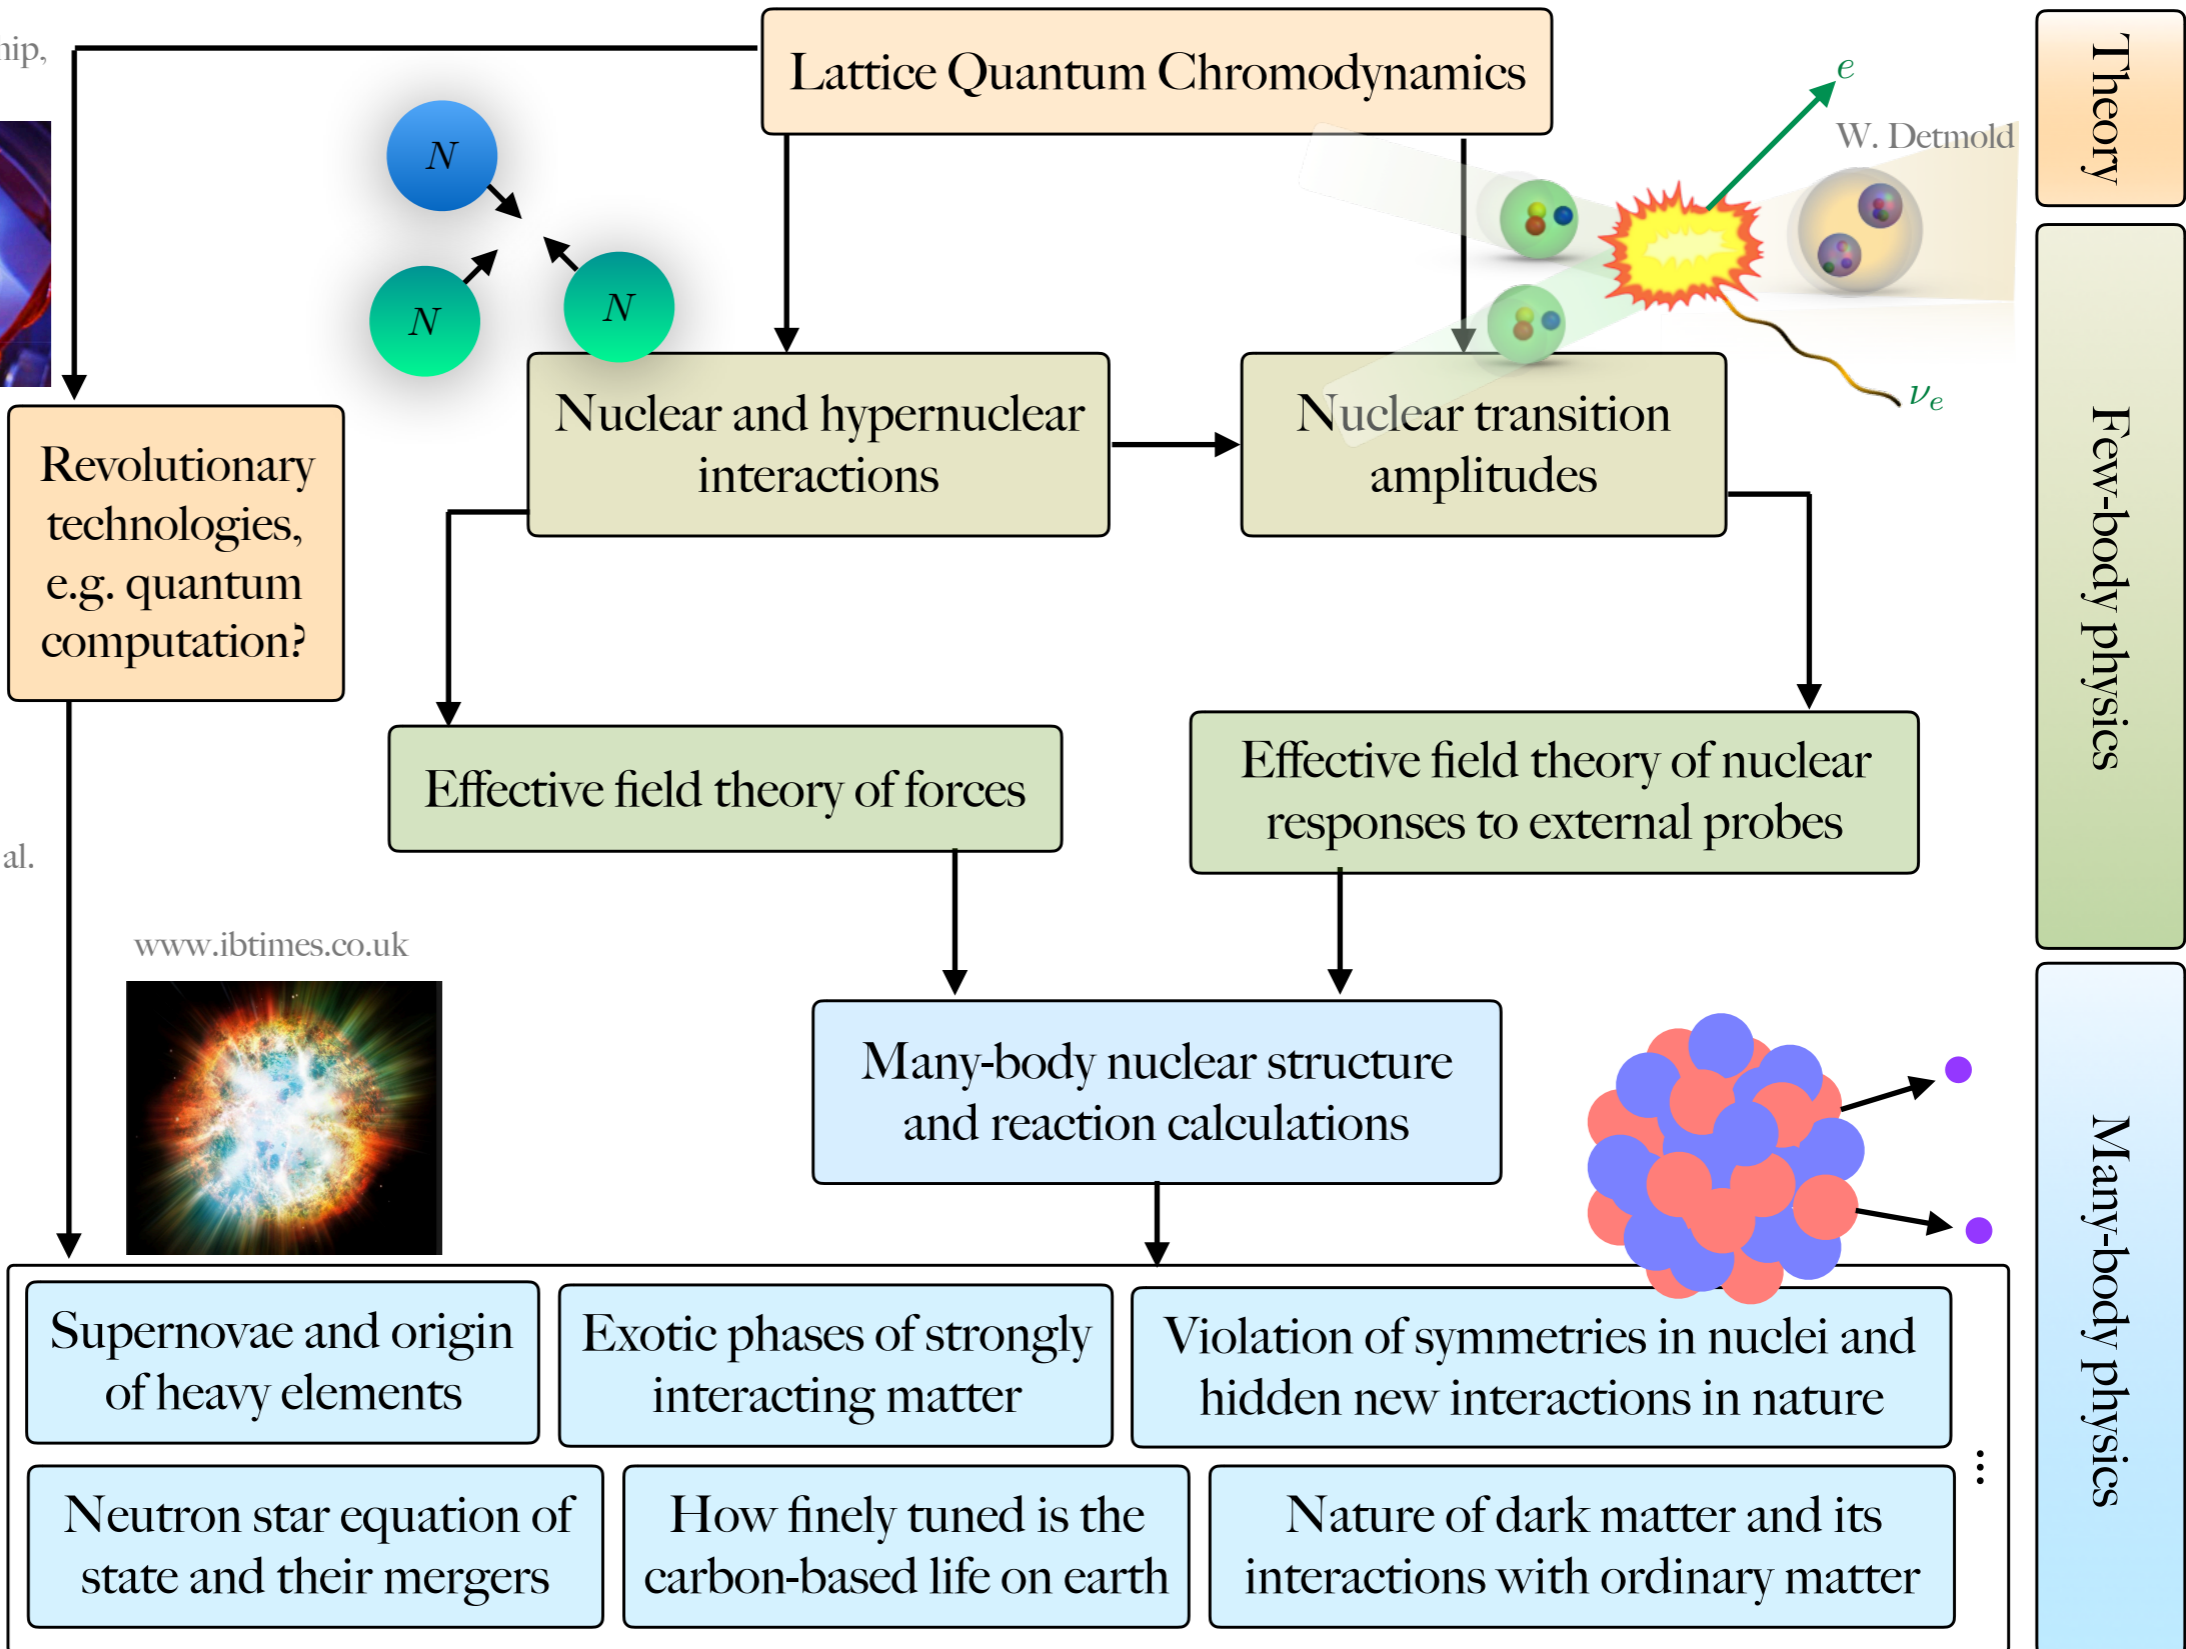 hip,
Lattice Quantum Chromodynamics
Theory
e
W. Detmold
N
N
N
ν_e
Nuclear and hypernuclear
interactions
Nuclear transition
amplitudes
Revolutionary
technologies,
e.g. quantum
computation?
Few-body physics
Effective field theory of forces
Effective field theory of nuclear
responses to external probes
al.
www.ibtimes.co.uk
Many-body nuclear structure
and reaction calculations
Many-body physics
Supernovae and origin
of heavy elements
Exotic phases of strongly
interacting matter
Violation of symmetries in nuclei and
hidden new interactions in nature
⋮
Neutron star equation of
state and their mergers
How finely tuned is the
carbon-based life on earth
Nature of dark matter and its
interactions with ordinary matter